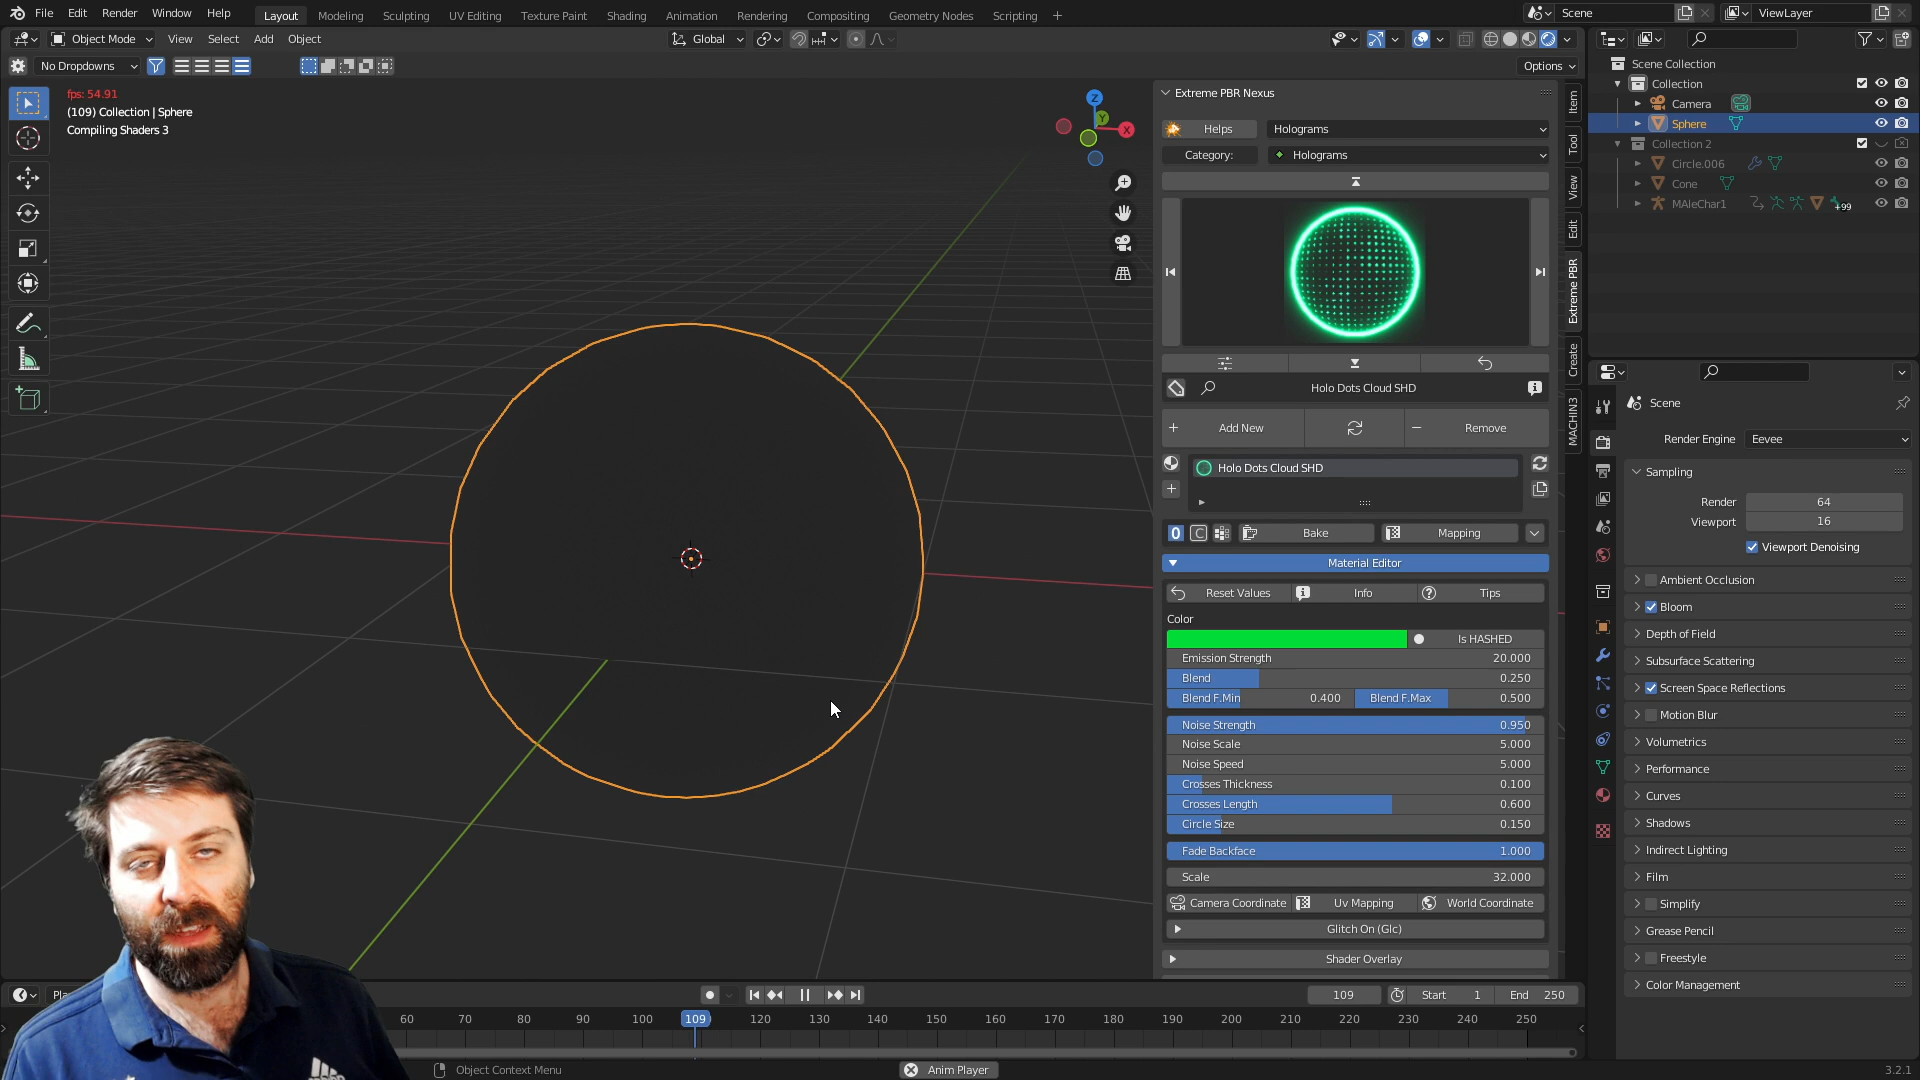 File Edit Render Window Help Layout Modeling Sculpting UV Editing Texture Paint Shading Animation Rendering Compositing Geometry Nodes Scripting + Scene ViewLayer
Object Mode View Select Add Object Global
No Dropdowns Options
fps: 54.91
(109) Collection | Sphere
Compiling Shaders 3
Z
Y
X
Extreme PBR Nexus
Helps Holograms
Category: Holograms
Holo Dots Cloud SHD
Add New Remove
Holo Dots Cloud SHD
0 C Bake Mapping
Material Editor
Reset Values Info Tips
Color
Is HASHED
Emission Strength 20.000
Blend 0.250
Blend F.Min 0.400 Blend F.Max 0.500
Noise Strength 0.950
Noise Scale 5.000
Noise Speed 5.000
Crosses Thickness 0.100
Crosses Length 0.600
Circle Size 0.150
Fade Backface 1.000
Scale 32.000
Camera Coordinate Uv Mapping World Coordinate
Glitch On (Glc)
Shader Overlay
Item
Tool
View
Edit
Extreme PBR
Create
MACHIN3
Scene Collection
Collection
Camera
Sphere
Collection 2
Circle.006
Cone
MAleChar1 +99
Scene
Render Engine Eevee
Sampling
Render 64
Viewport 16
Viewport Denoising
Ambient Occlusion
Bloom
Depth of Field
Subsurface Scattering
Screen Space Reflections
Motion Blur
Volumetrics
Performance
Curves
Shadows
Indirect Lighting
Film
Simplify
Grease Pencil
Freestyle
Color Management
109 Start 1 End 250
60 70 80 90 100 109 120 130 140 150 160 170 180 190 200 210 220 230 240 250
Object Context Menu Anim Player 3.2.1